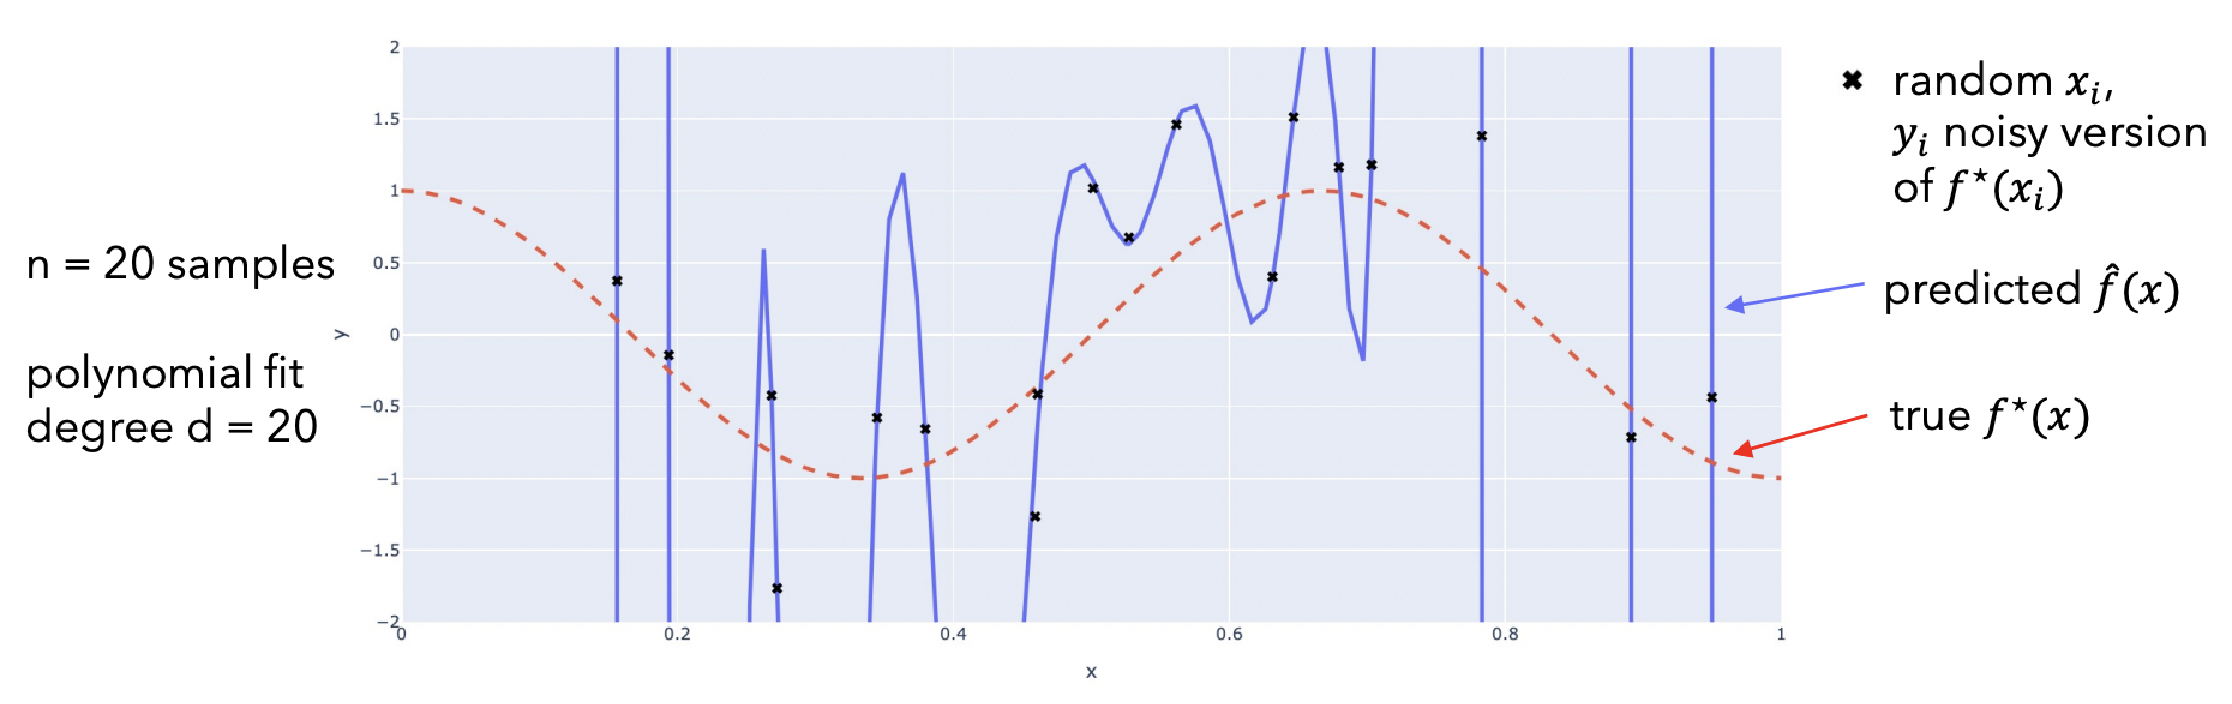 n = 20 samples
polynomial fit
degree d = 20
2
1.5
1
0.5
0
−0.5
−1
−1.5
−2
y
0
0.2
0.4
0.6
0.8
1
x
random xᵢ,
yᵢ noisy version
of f*(xᵢ)
predicted f̂(x)
true f*(x)